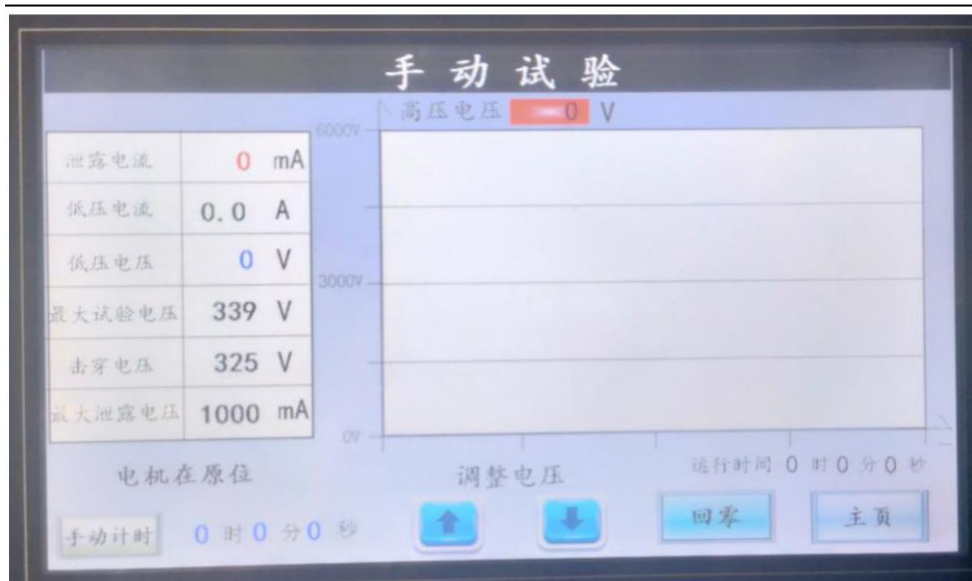 手动试验
高压电压 0 V
6000V
泄露电流 0 mA
低压电流 0.0 A
低压电压 0 V
3000V
最大试验电压 339 V
击穿电压 325 V
最大泄露电压 1000 mA
0V
电机在原位
调整电压
运行时间 0 时 0 分 0 秒
手动计时 0 时 0 分 0 秒
回零
主页